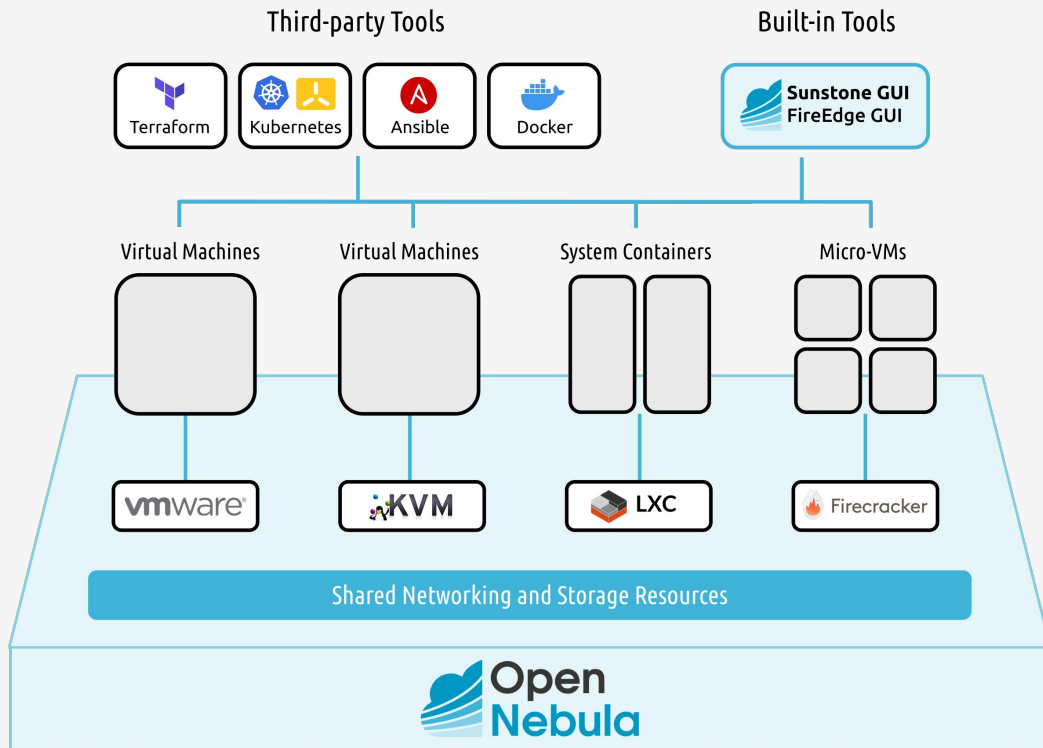 Third-party Tools
Built-in Tools
Terraform
Kubernetes
Ansible
Docker
Sunstone GUI
FireEdge GUI
Virtual Machines
Virtual Machines
System Containers
Micro-VMs
vmware®
KVM
LXC
Firecracker
Shared Networking and Storage Resources
Open
Nebula